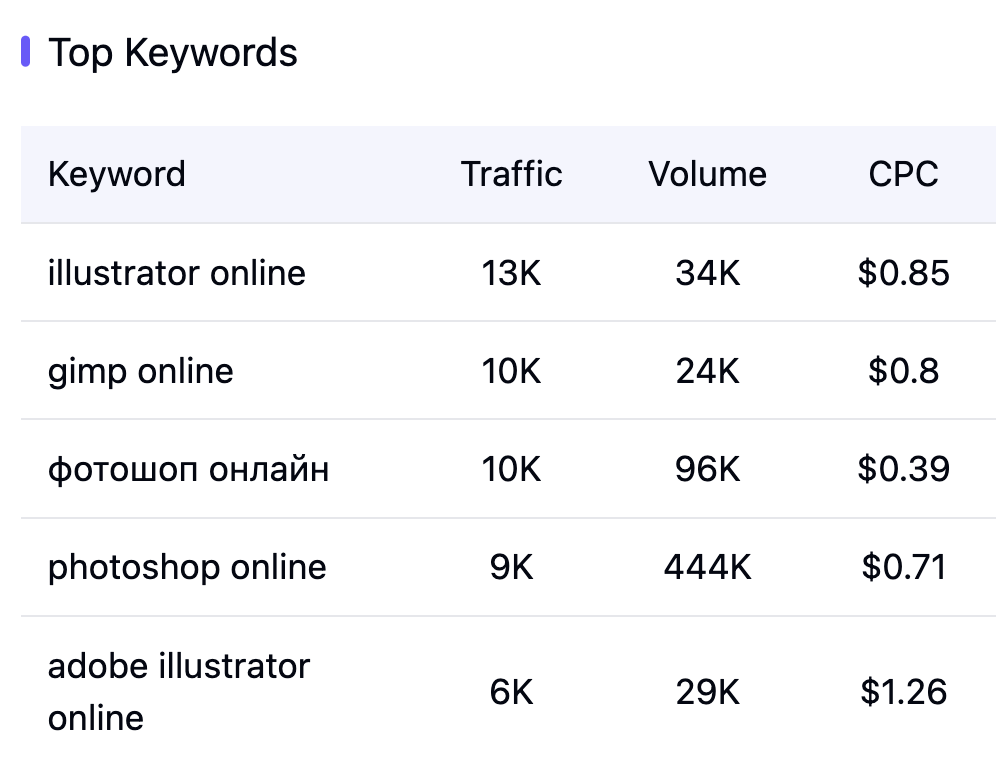 Top Keywords
Keyword Traffic Volume CPC
illustrator online 13K 34K $0.85
gimp online 10K 24K $0.8
фотошоп онлайн 10K 96K $0.39
photoshop online 9K 444K $0.71
adobe illustrator
online 6K 29K $1.26